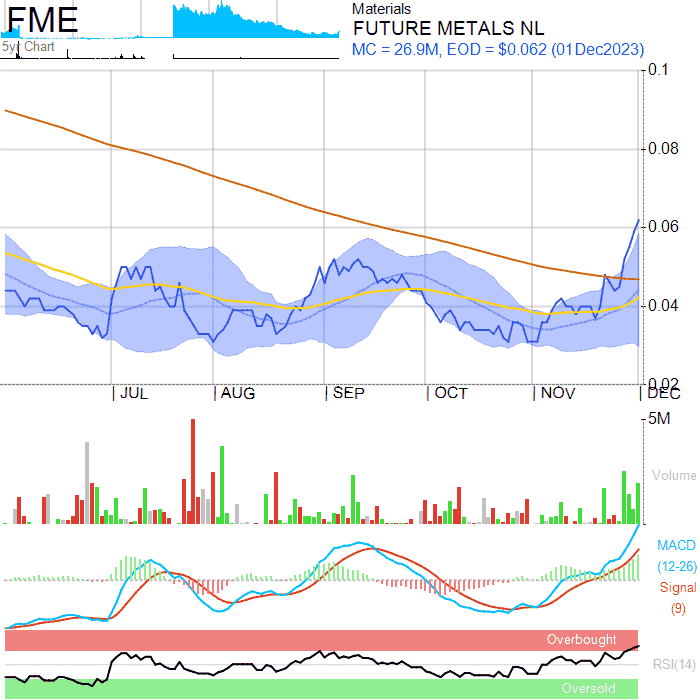 FME
5yr Chart
Materials
FUTURE METALS NL
MC = 26.9M, EOD = $0.062 (01Dec2023)
0.1
0.08
0.06
0.04
0.02
JUL
AUG
SEP
OCT
NOV
DEC
5M
Volume
MACD
(12-26)
Signal
(9)
Overbought
RSI(14)
Oversold